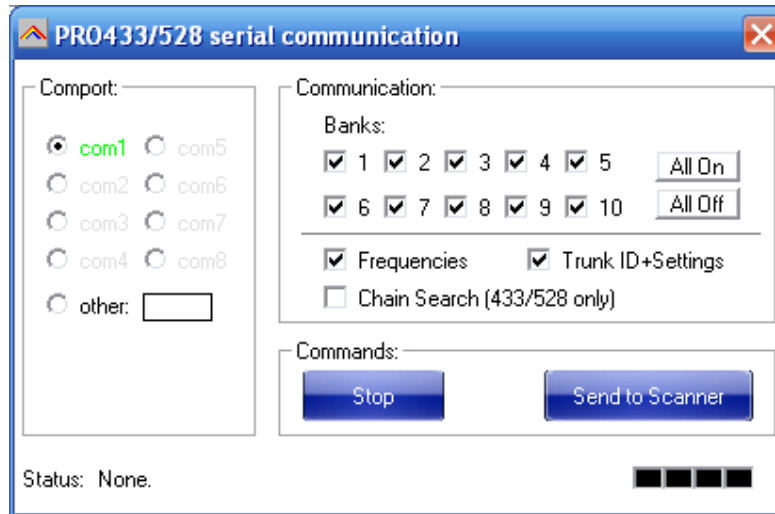 PRO433/528 serial communication
Comport:
com1 com5
com2 com6
com3 com7
com4 com8
other:
Communication:
Banks:
1 2 3 4 5 All On
6 7 8 9 10 All Off
Frequencies Trunk ID+Settings
Chain Search (433/528 only)
Commands:
Stop Send to Scanner
Status: None.